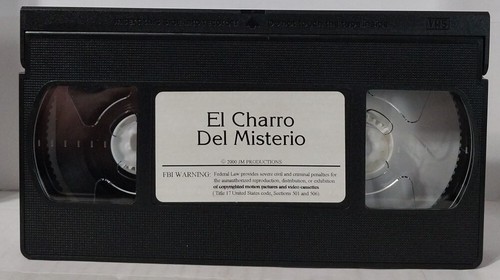 El Charro
Del Misterio
© 2000 JM PRODUCTIONS
FBI WARNING: Federal Law provides severe civil and criminal penalties for
the unauthorized reproduction, distribution, or exhibition
of copyrighted motion pictures and video cassettes
( Title 17 United States code, Sections 501 and 506)